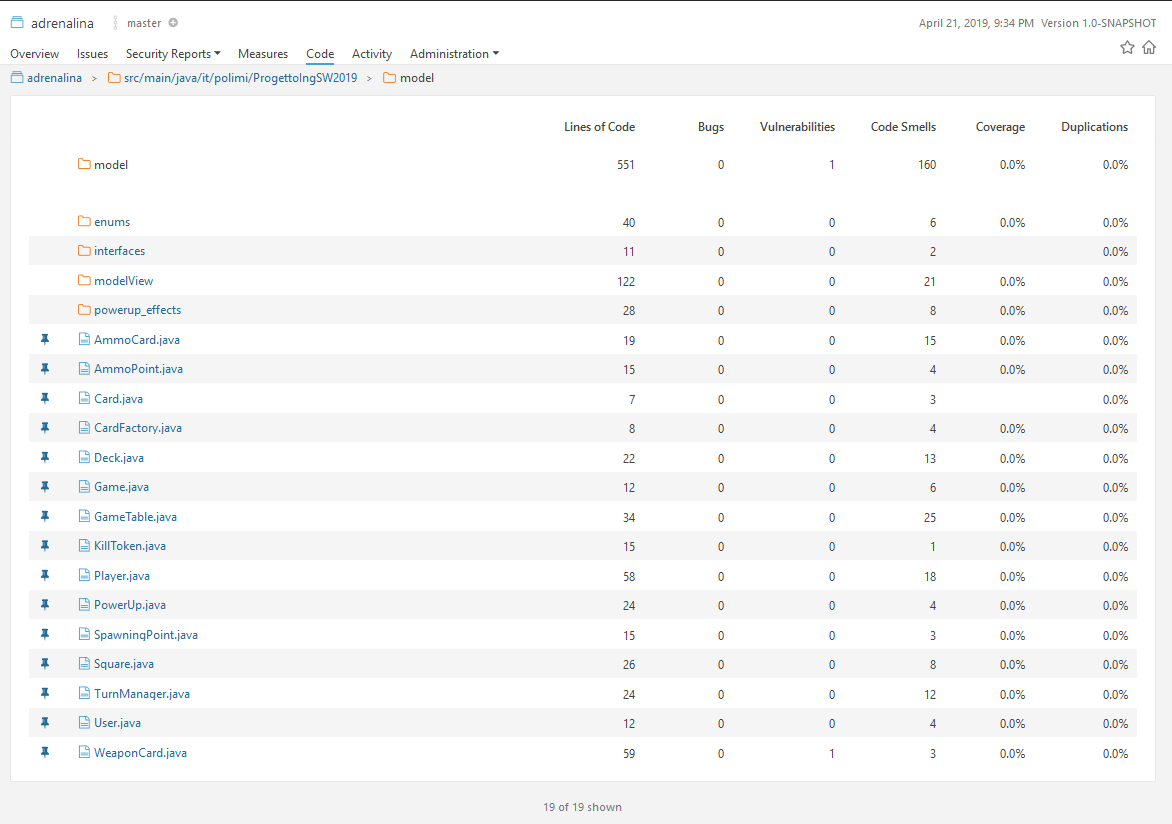 adrenalina master April 21, 2019, 9:34 PM Version 1.0-SNAPSHOT
Overview Issues Security Reports Measures Code Activity Administration
adrenalina > src/main/java/it/polimi/ProgettoIngSW2019 > model
Lines of Code Bugs Vulnerabilities Code Smells Coverage Duplications
model 551 0 1 160 0.0% 0.0%
enums 40 0 0 6 0.0% 0.0%
interfaces 11 0 0 2 0.0%
modelView 122 0 0 21 0.0% 0.0%
powerup_effects 28 0 0 8 0.0% 0.0%
AmmoCard.java 19 0 0 15 0.0% 0.0%
AmmoPoint.java 15 0 0 4 0.0% 0.0%
Card.java 7 0 0 3 0.0%
CardFactory.java 8 0 0 4 0.0% 0.0%
Deck.java 22 0 0 13 0.0% 0.0%
Game.java 12 0 0 6 0.0% 0.0%
GameTable.java 34 0 0 25 0.0% 0.0%
KillToken.java 15 0 0 1 0.0% 0.0%
Player.java 58 0 0 18 0.0% 0.0%
PowerUp.java 24 0 0 4 0.0% 0.0%
SpawningPoint.java 15 0 0 3 0.0% 0.0%
Square.java 26 0 0 8 0.0% 0.0%
TurnManager.java 24 0 0 12 0.0% 0.0%
User.java 12 0 0 4 0.0% 0.0%
WeaponCard.java 59 0 1 3 0.0% 0.0%
19 of 19 shown